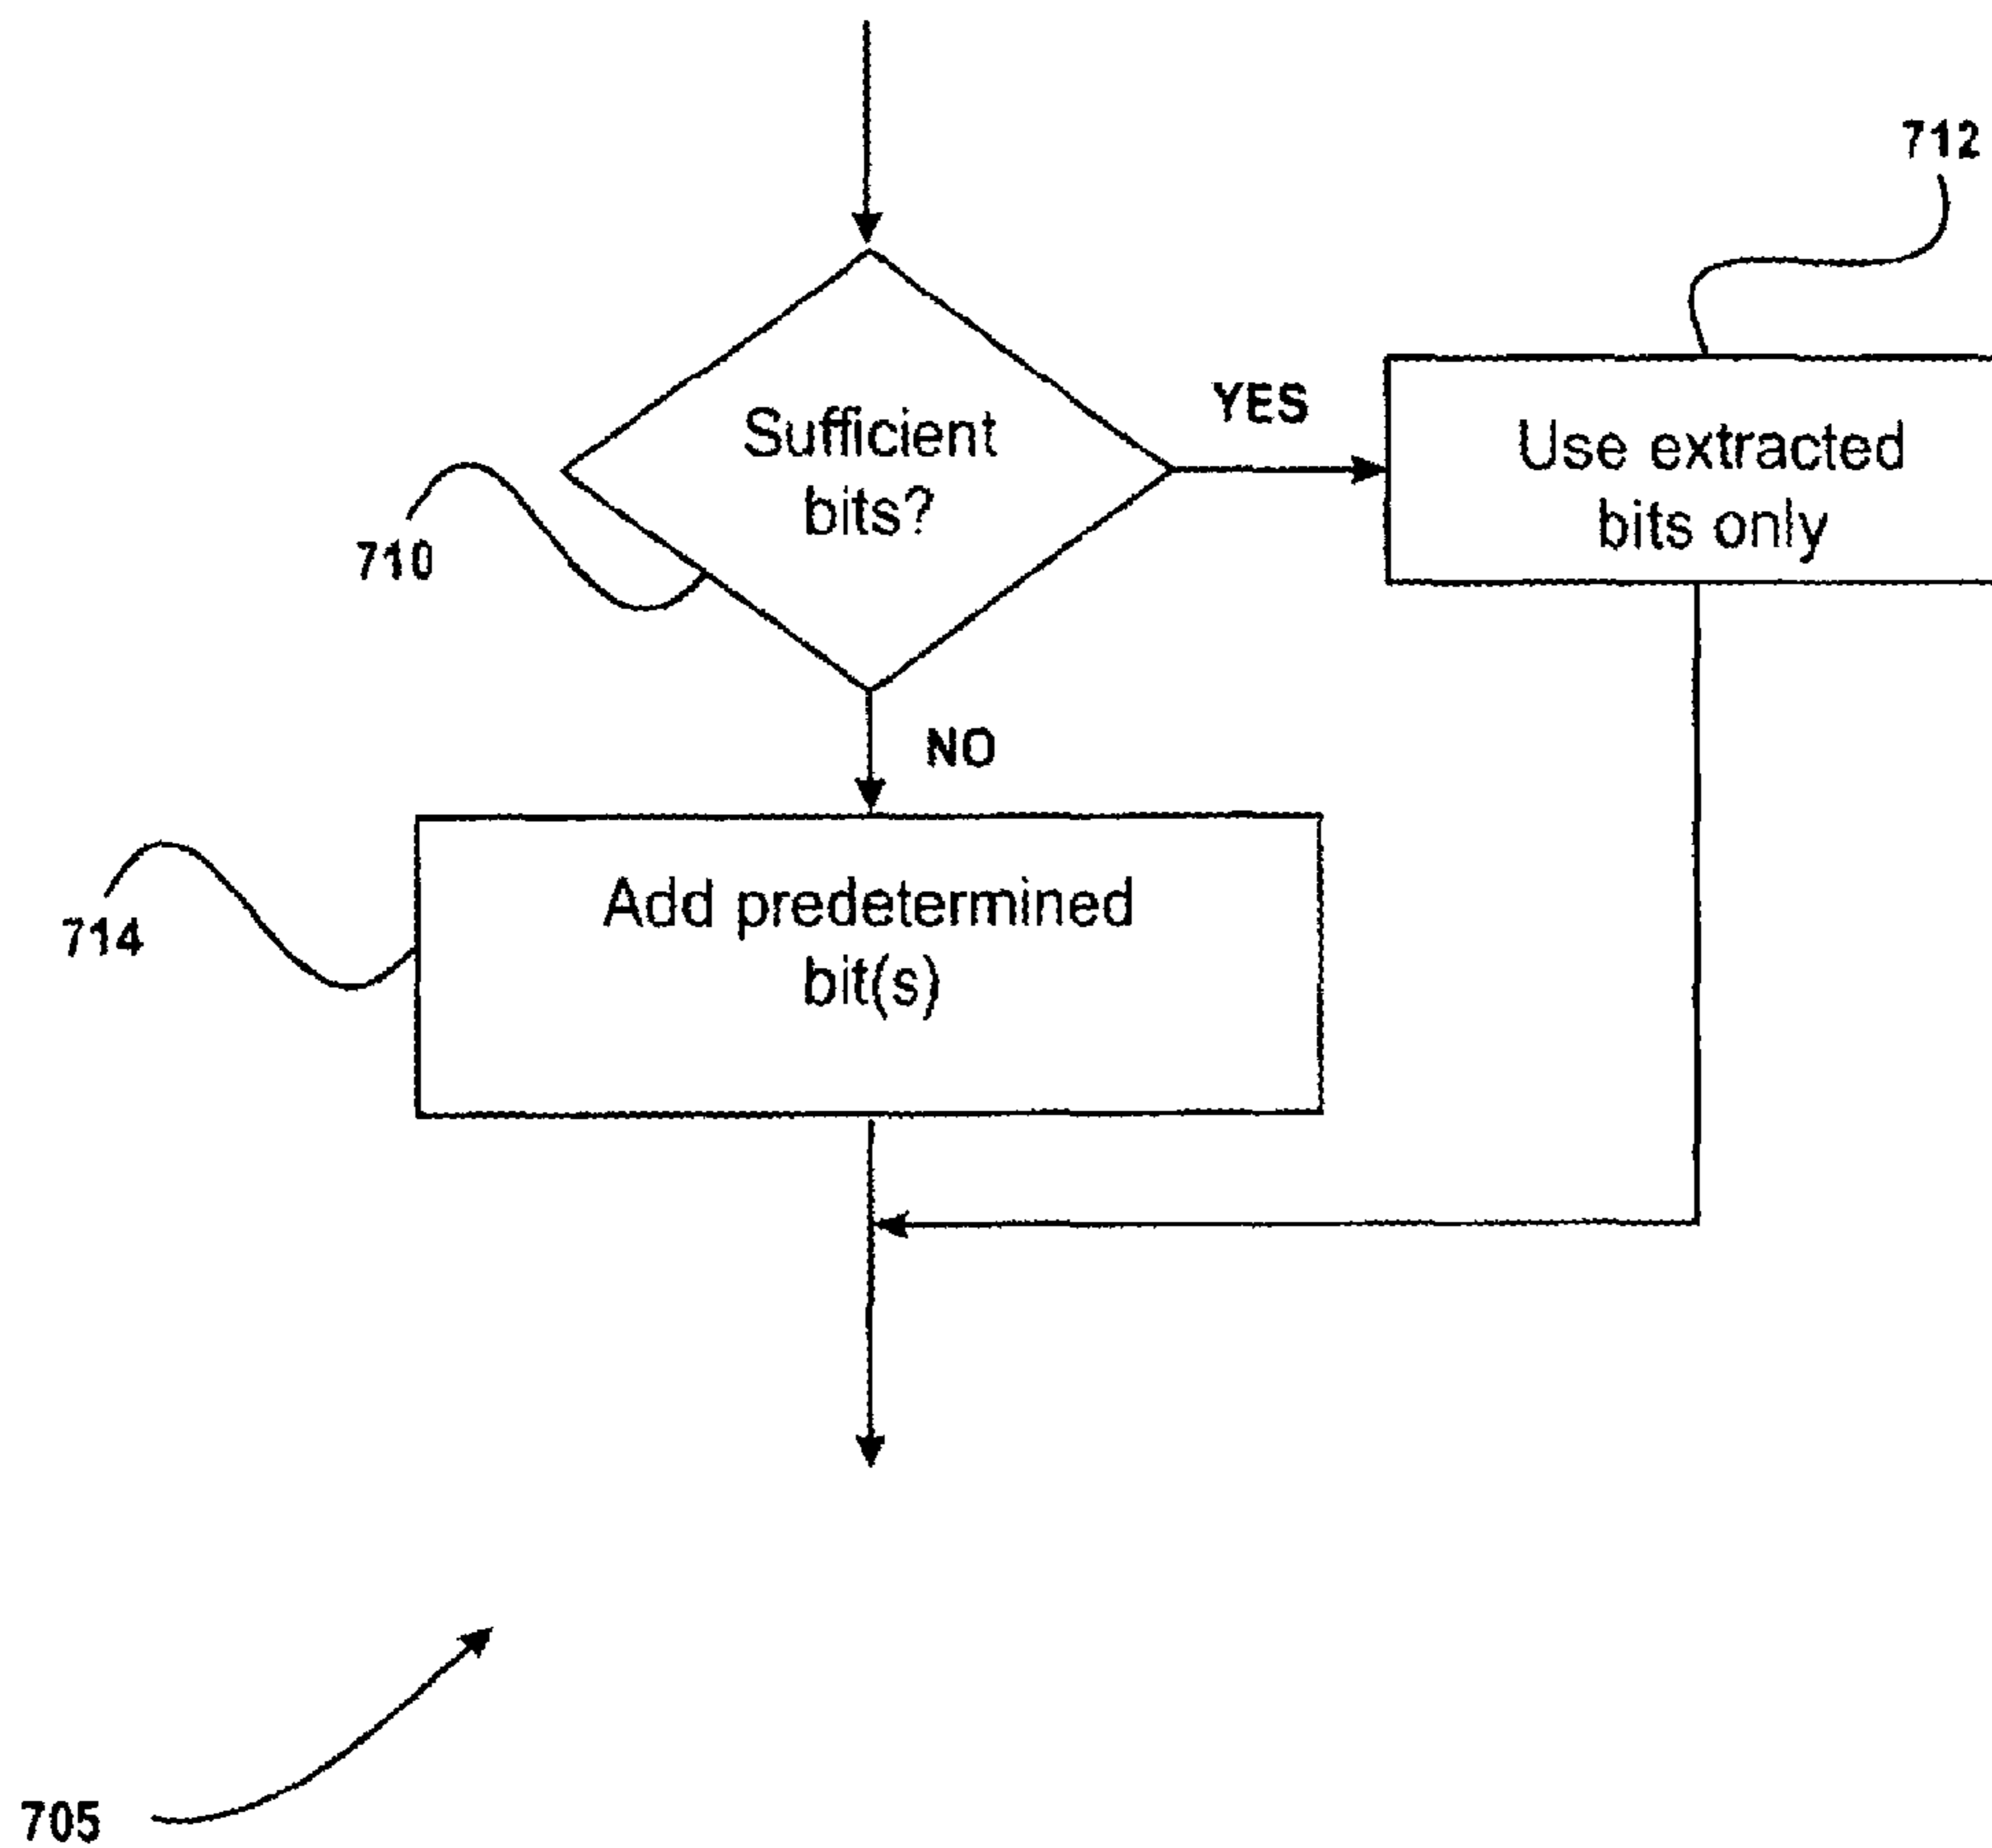 712
Sufficient
bits?
YES
Use extracted
bits only
710
NO
Add predetermined
bit(s)
714
705